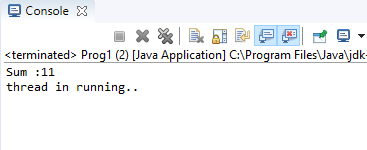 Console
<terminated> Prog1 (2) [Java Application] C:\Program Files\Java\jdk-
Sum :11
thread in running..